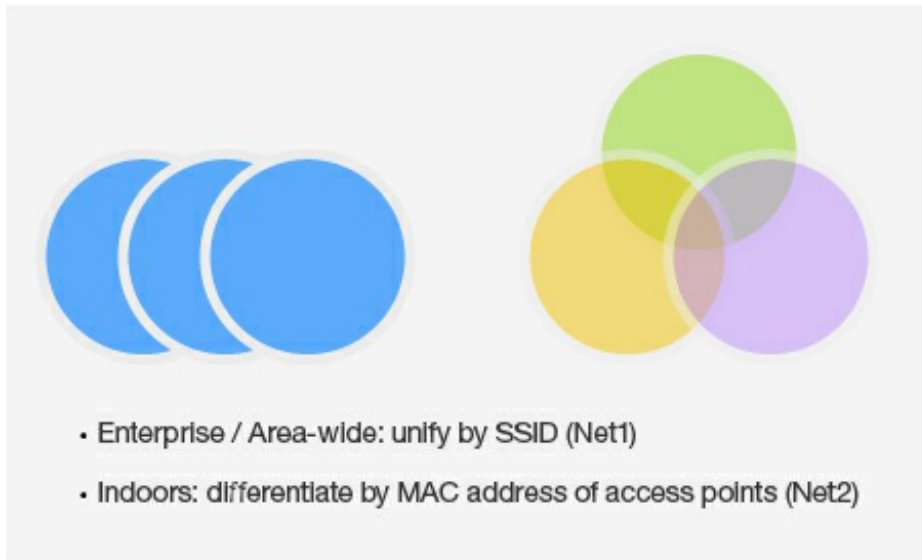 • Enterprise / Area-wide: unify by SSID (Net1)
• Indoors: differentiate by MAC address of access points (Net2)